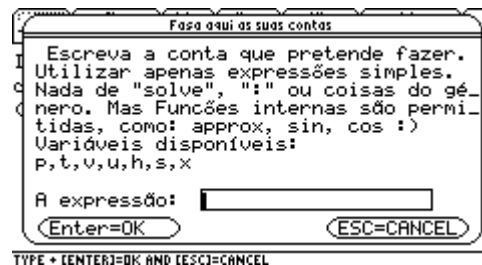 Fasa aqui as suas contas
Escreva a conta que pretende fazer.
Utilizar apenas expressões simples.
Nada de "solve", ":" ou coisas do gé_
nero. Mas Funcões internas são permi_
tidas, como: approx, sin, cos :)
Variáveis disponíveis:
p,t,v,u,h,s,x
A expressão:
Enter=OK
ESC=CANCEL
TYPE + [ENTER]=OK AND [ESC]=CANCEL